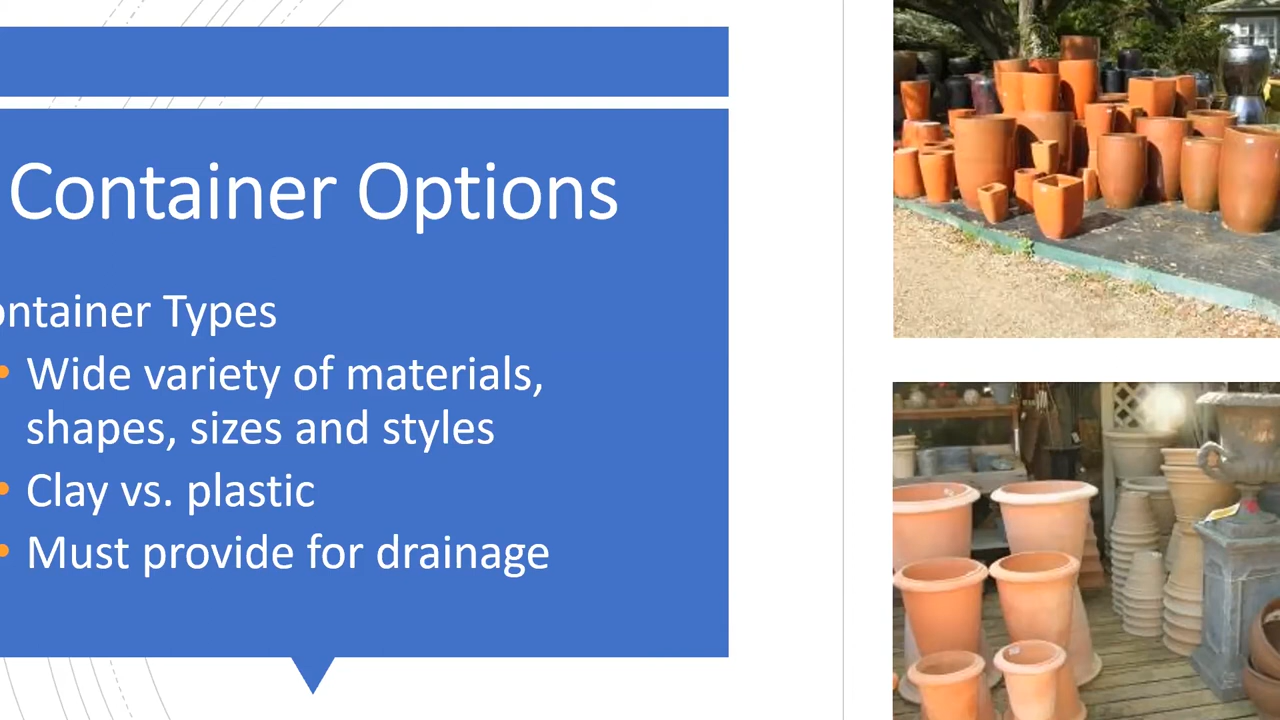 Container Options
ontainer Types
• Wide variety of materials,
shapes, sizes and styles
• Clay vs. plastic
• Must provide for drainage